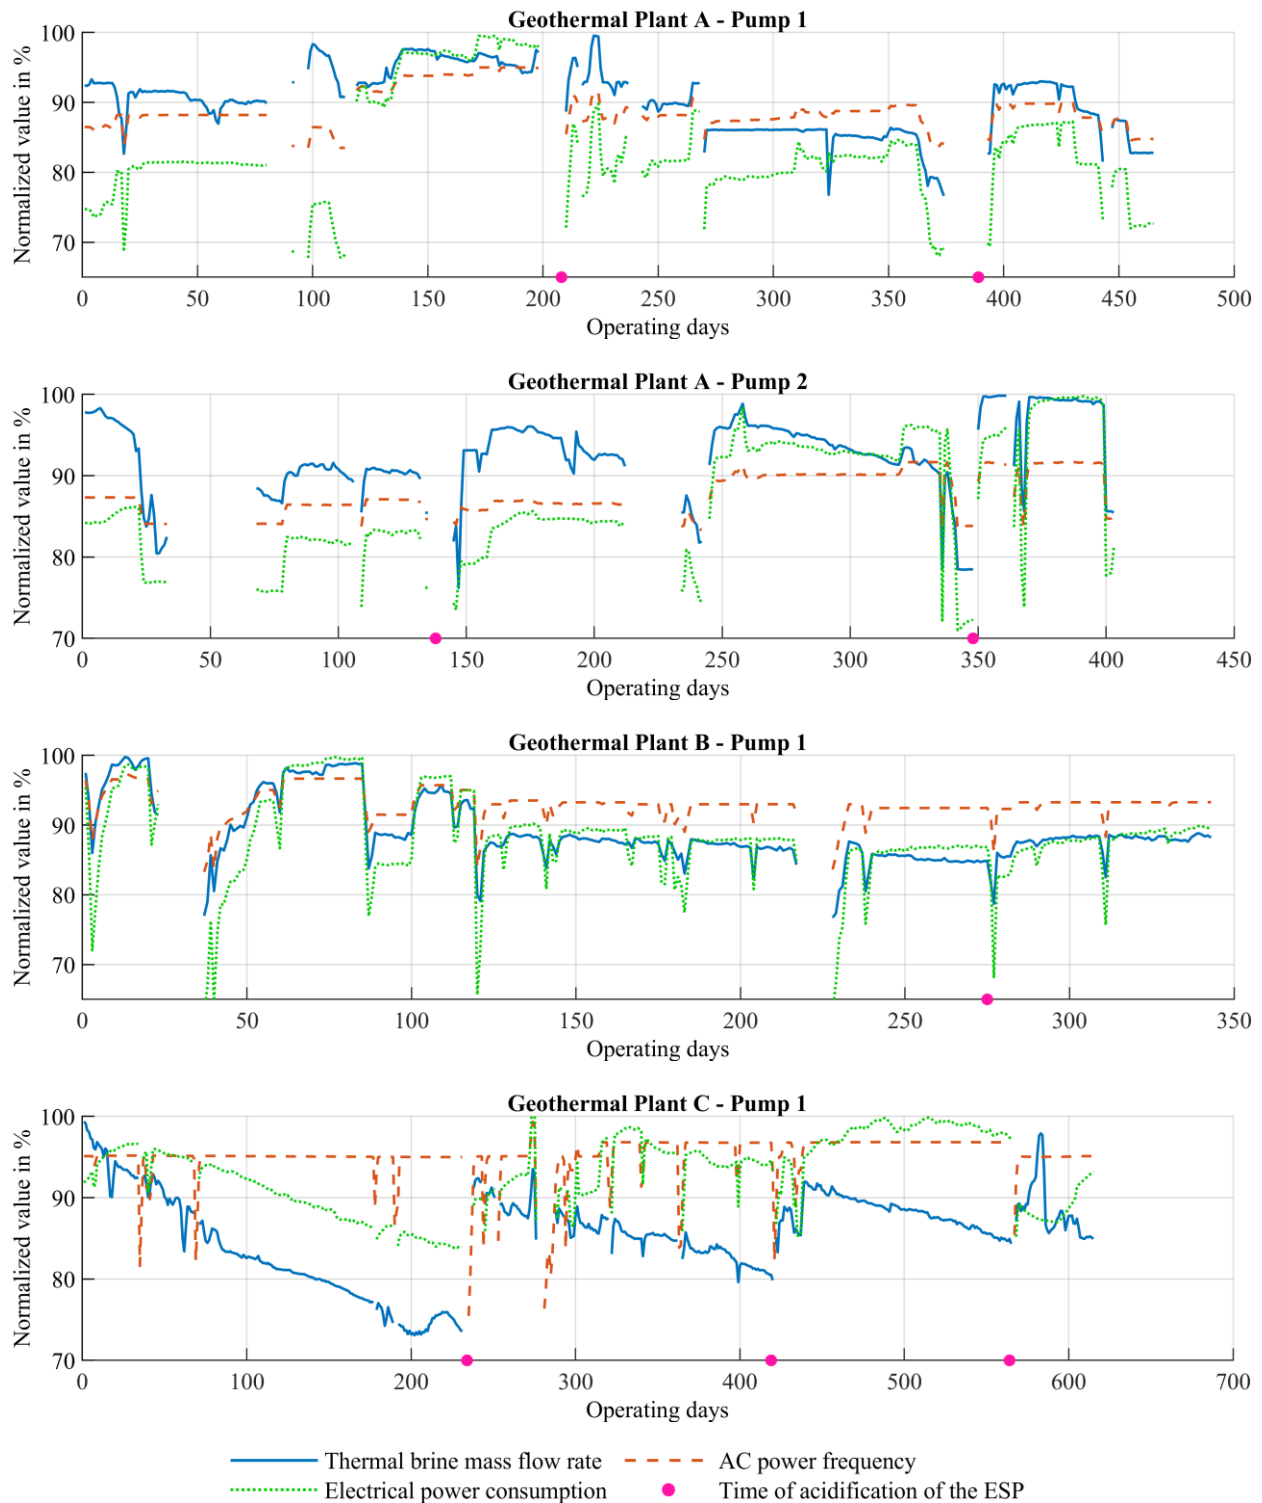 Geothermal Plant A - Pump 1
Normalized value in %
100
90
80
70
0 50 100 150 200 250 300 350 400 450 500
Operating days
Geothermal Plant A - Pump 2
Normalized value in %
100
90
80
70
0 50 100 150 200 250 300 350 400 450
Operating days
Geothermal Plant B - Pump 1
Normalized value in %
100
90
80
70
0 50 100 150 200 250 300 350
Operating days
Geothermal Plant C - Pump 1
Normalized value in %
100
90
80
70
0 100 200 300 400 500 600 700
Operating days
Thermal brine mass flow rate AC power frequency
Electrical power consumption Time of acidification of the ESP